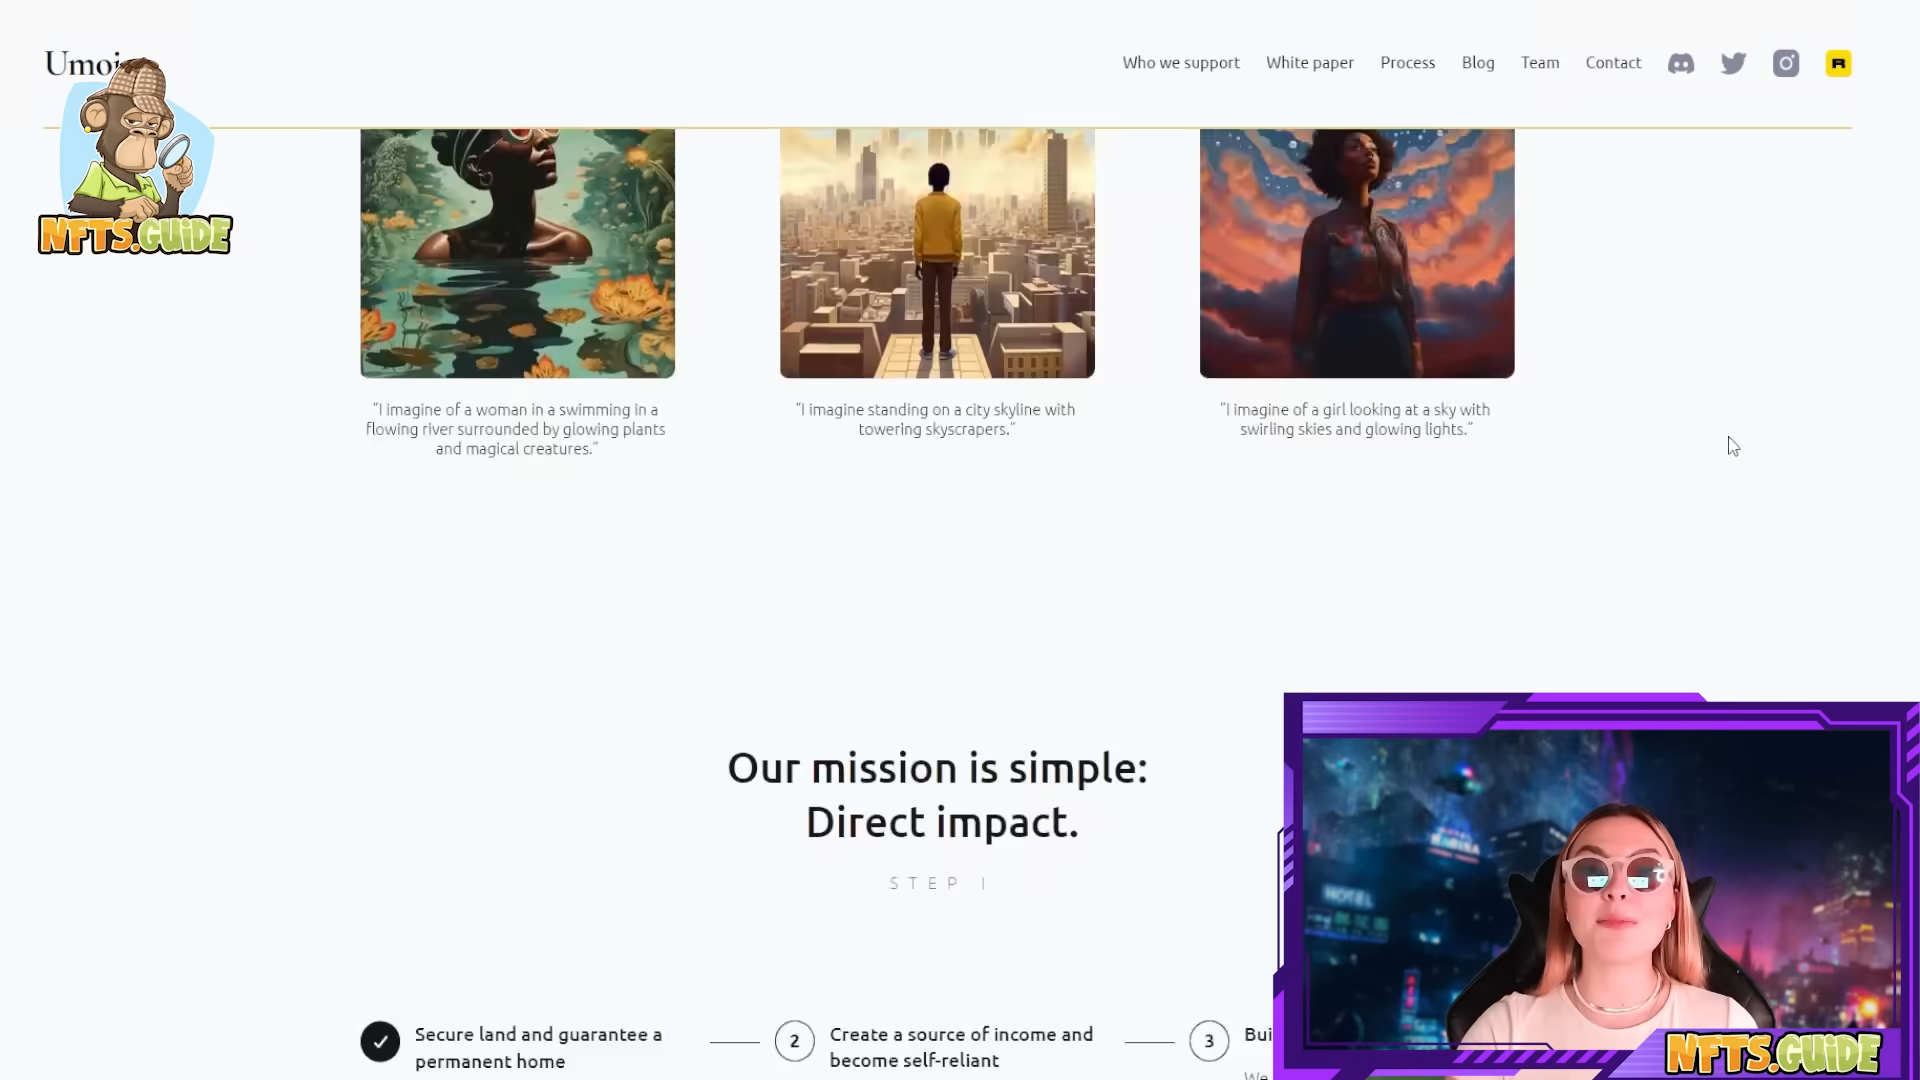 Umoj
Who we support White paper Process Blog Team Contact
R
NFTS.GUiDE
“I imagine of a woman in a swimming in a
flowing river surrounded by glowing plants
and magical creatures.”
“I imagine standing on a city skyline with
towering skyscrapers.”
“I imagine of a girl looking at a sky with
swirling skies and glowing lights.”
Our mission is simple:
Direct impact.
STEP I
Secure land and guarantee a
permanent home
2 Create a source of income and
become self-reliant
3 Bui
We
HOTEL
NFTS.GUiDE